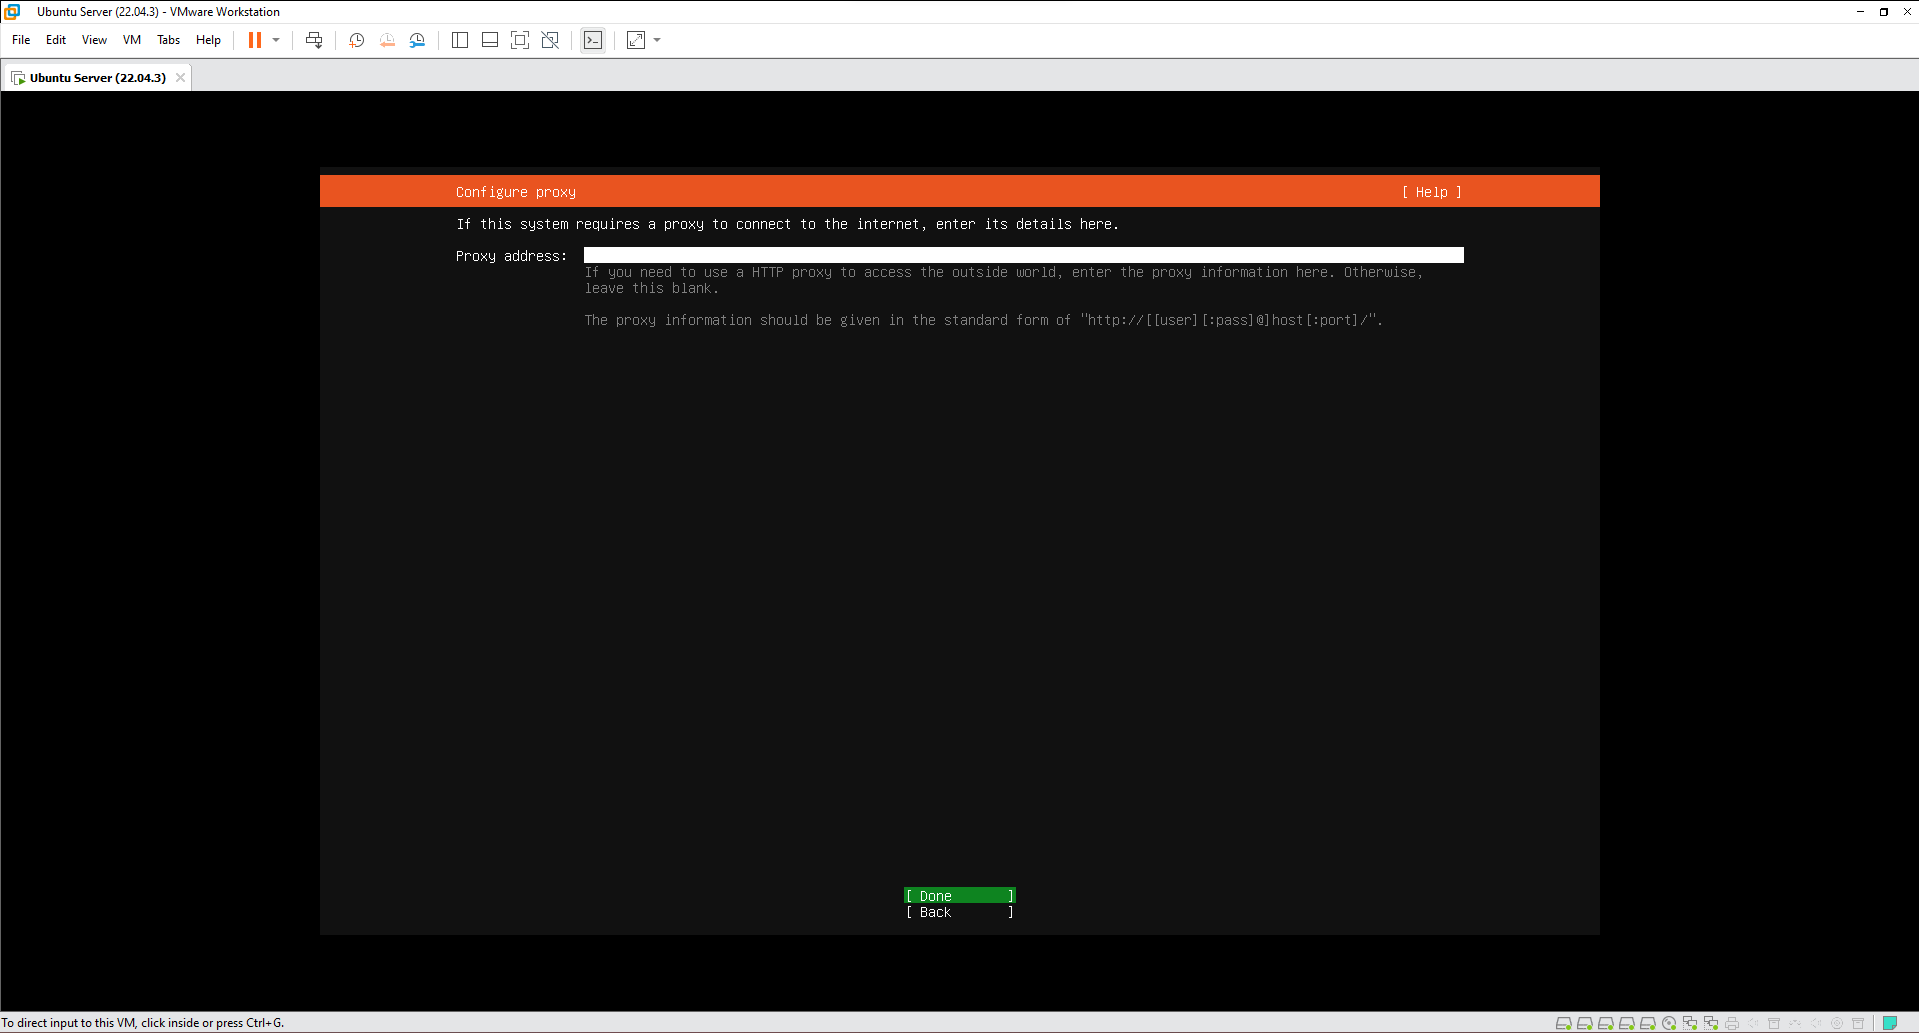 Ubuntu Server (22.04.3) - VMware Workstation
File Edit View VM Tabs Help
Ubuntu Server (22.04.3)
Configure proxy [ Help ]
If this system requires a proxy to connect to the internet, enter its details here.
Proxy address:
If you need to use a HTTP proxy to access the outside world, enter the proxy information here. Otherwise,
leave this blank.
The proxy information should be given in the standard form of "http://[[user][:pass]@]host[:port]/".
[ Done ]
[ Back ]
To direct input to this VM, click inside or press Ctrl+G.